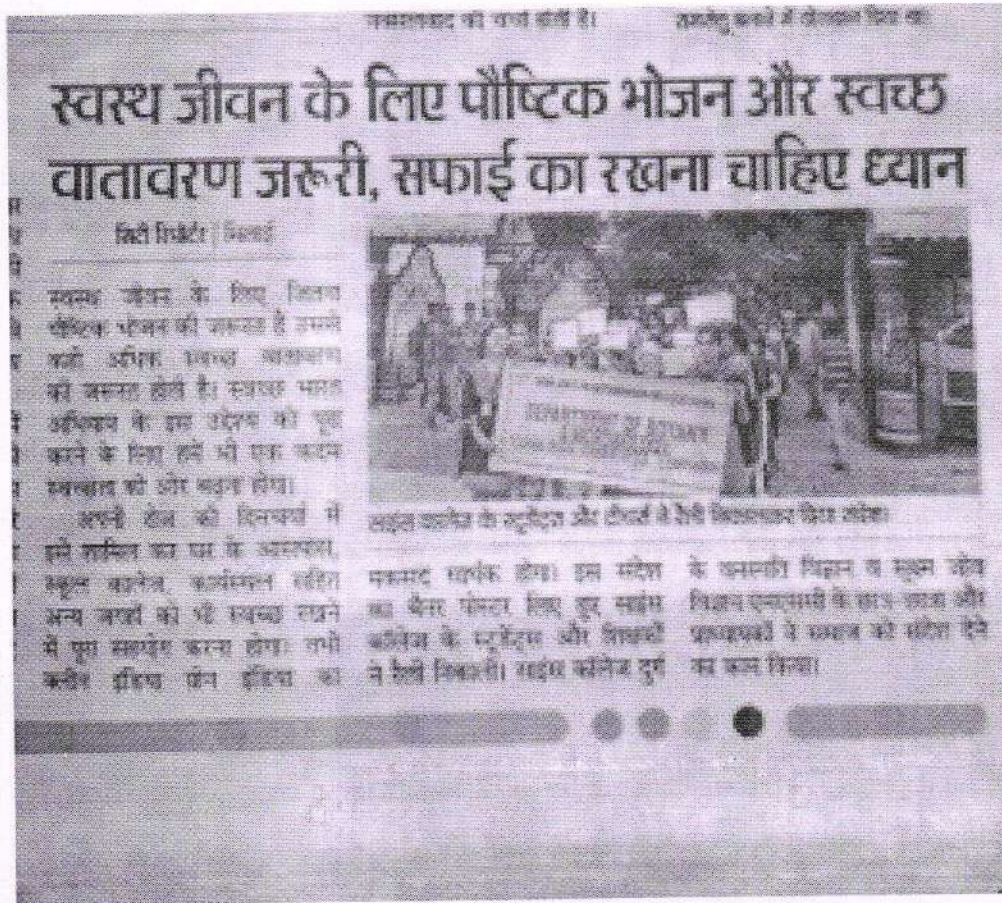 स्वस्थ जीवन के लिए पौष्टिक भोजन और स्वच्छ
वातावरण जरूरी, सफाई का रखना चाहिए ध्यान
सिटी रिपोर्टर | भिलाई
स्वस्थ जीवन के लिए जितना
पौष्टिक भोजन की जरूरत है उससे
कही अधिक स्वच्छ वातावरण
की जरूरत होती है। स्वच्छ भारत
अभियान के इस उद्देश्य को पूरा
करने के लिए हमें भी एक कदम
स्वच्छता की ओर बढ़ना होगा।
अपनी रोज की दिनचर्या में
इसे शामिल कर घर के आसपास,
स्कूल कालेज, कार्यस्थल सहित
अन्य जगहों को भी स्वच्छ रखने
में पूरा सहयोग करना होगा। तभी
क्लीन इंडिया ग्रीन इंडिया का
DEPARTMENT OF BOTANY
साइंस कालेज के स्टूडेंट्स और टीचर्स ने रैली निकालकर दिया संदेश।
मकसद सार्थक होगा। इस संदेश
का बैनर पोस्टर लिए हुए साइंस
कॉलेज के स्टूडेंट्स और शिक्षकों
ने रैली निकाली। साइंस कॉलेज दुर्ग
के वनस्पति विज्ञान व सूक्ष्म जीव
विज्ञान एमएससी के छात्र-छात्रा और
प्राध्यापकों ने समाज को संदेश देने
का काम किया।